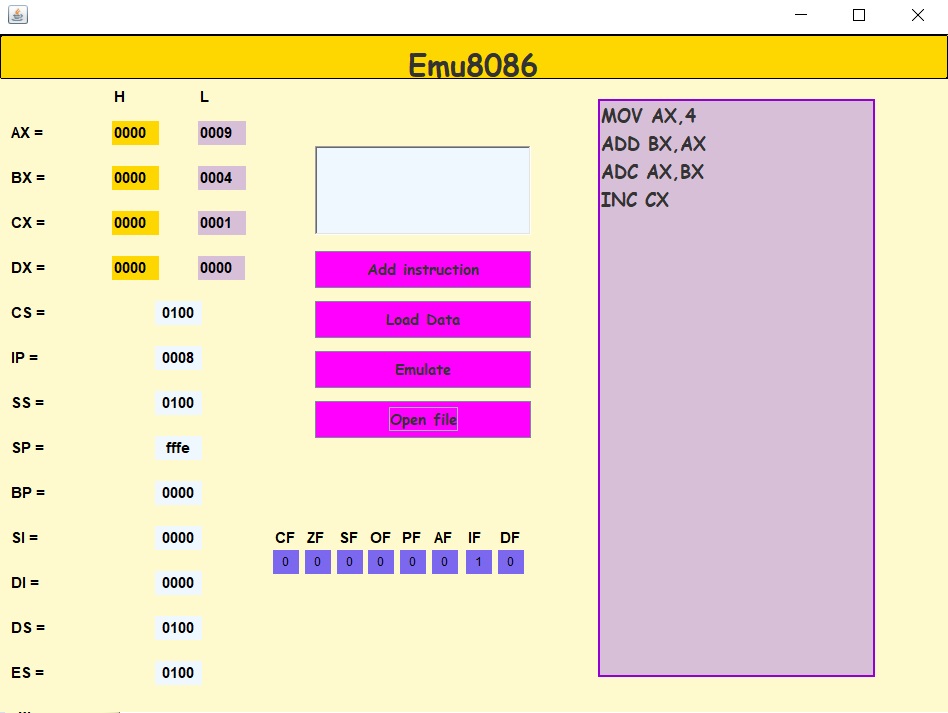 Emu8086
H L
AX = 0000 0009
BX = 0000 0004
CX = 0000 0001
DX = 0000 0000
CS = 0100
IP = 0008
SS = 0100
SP = fffe
BP = 0000
SI = 0000
DI = 0000
DS = 0100
ES = 0100
Add instruction
Load Data
Emulate
Open file
CF ZF SF OF PF AF IF DF
0 0 0 0 0 0 1 0
MOV AX,4
ADD BX,AX
ADC AX,BX
INC CX